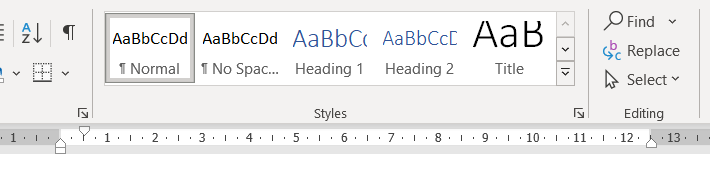 A Z ¶
AaBbCcDd AaBbCcDd AaBbCc AaBbCcD AaB
¶ Normal ¶ No Spac... Heading 1 Heading 2 Title
Find
Replace
Select
Styles
Editing
1 1 2 3 4 5 6 7 8 9 10 11 12 13